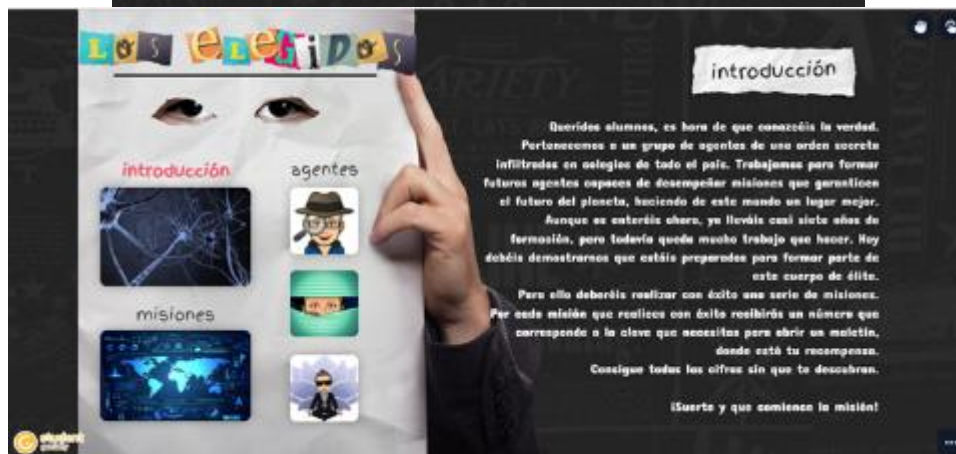 LOS ELEGIDOS
introducción
agentes
misiones
introducción
Queridos alumnos, es hora de que conozcáis la verdad.
Pertenecemos a un grupo de agentes de una orden secreta
infiltrados en colegios de todo el país. Trabajamos para formar
futuros agentes capaces de desempeñar misiones que garanticen
el futuro del planeta, haciendo de este mundo un lugar mejor.
Aunque os enteréis ahora, ya lleváis casi siete años de
formación, pero todavía queda mucho trabajo que hacer. Hoy
debéis demostrarnos que estáis preparados para formar parte de
este cuerpo de élite.
Para ello deberéis realizar con éxito una serie de misiones.
Por cada misión que realices con éxito recibirás un número que
corresponde a la clave que necesitas para abrir un maletín,
donde está tu recompensa.
Consigue todas las cifras sin que te descubran.
¡Suerte y que comience la misión!
VARIETY